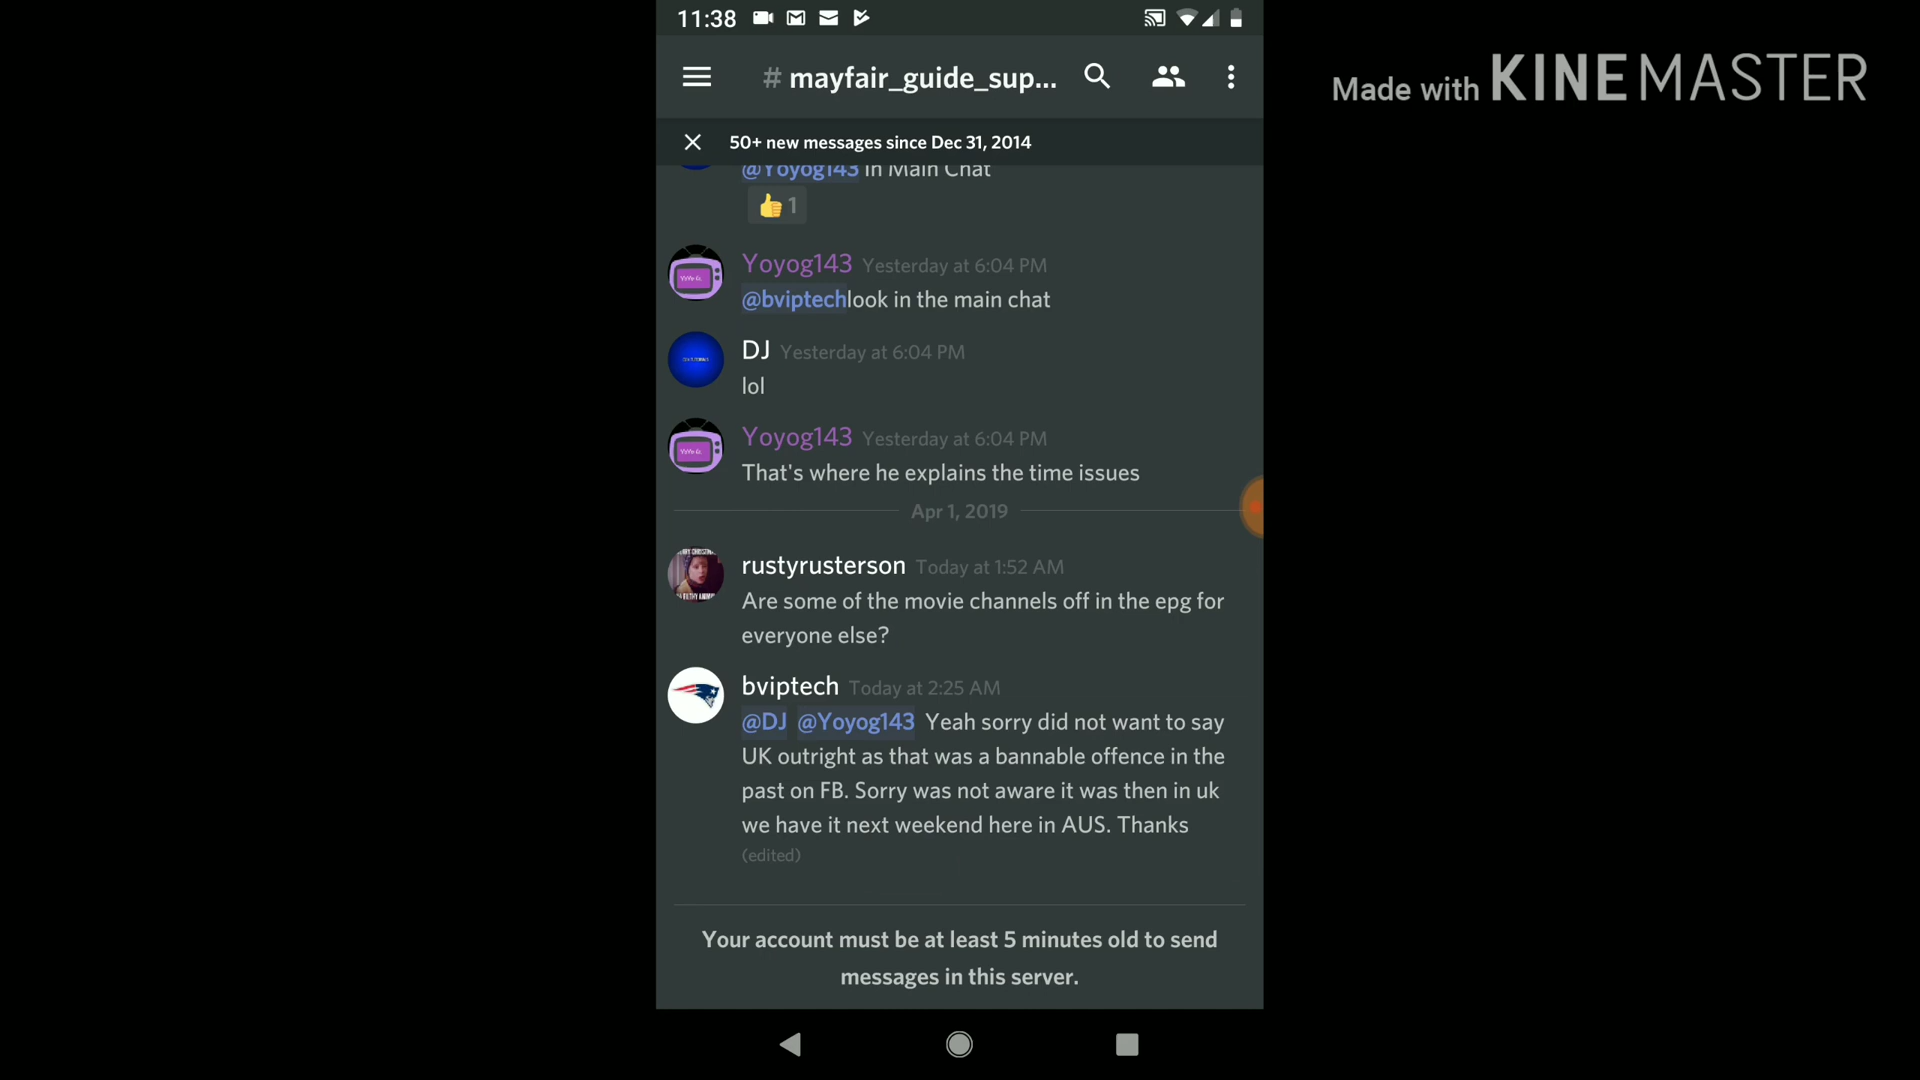 11:38
Made with KINEMASTER
# mayfair_guide_sup...
50+ new messages since Dec 31, 2014
@Yoyog143 In Main Chat
👍 1
Yoyog143 Yesterday at 6:04 PM
@bviptechlook in the main chat
DJ Yesterday at 6:04 PM
lol
Yoyog143 Yesterday at 6:04 PM
That's where he explains the time issues
Apr 1, 2019
rustyrusterson Today at 1:52 AM
Are some of the movie channels off in the epg for
everyone else?
bviptech Today at 2:25 AM
@DJ @Yoyog143 Yeah sorry did not want to say
UK outright as that was a bannable offence in the
past on FB. Sorry was not aware it was then in uk
we have it next weekend here in AUS. Thanks
(edited)
Your account must be at least 5 minutes old to send
messages in this server.